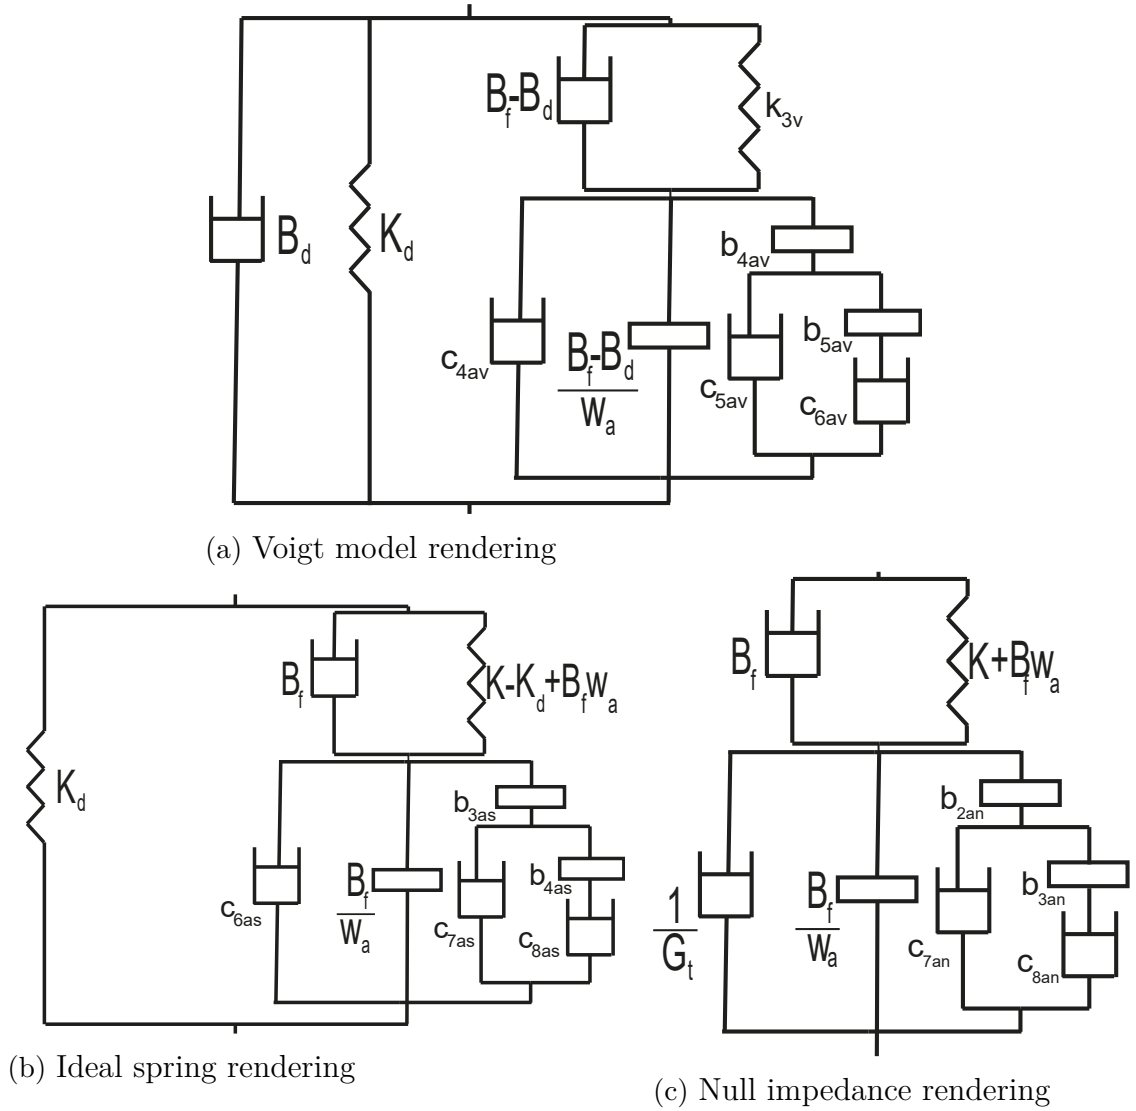 B_f-B_d
k_3v
B_d
K_d
b_4av
c_4av
B_f-B_d
W_a
b_5av
c_5av
c_6av
(a) Voigt model rendering
B_f
K-K_d+B_fw_a
K_d
b_3as
c_6as
B_f
W_a
b_4as
c_7as
c_8as
(b) Ideal spring rendering
B_f
K+B_fw_a
b_2an
1
G_t
B_f
W_a
b_3an
c_7an
c_8an
(c) Null impedance rendering